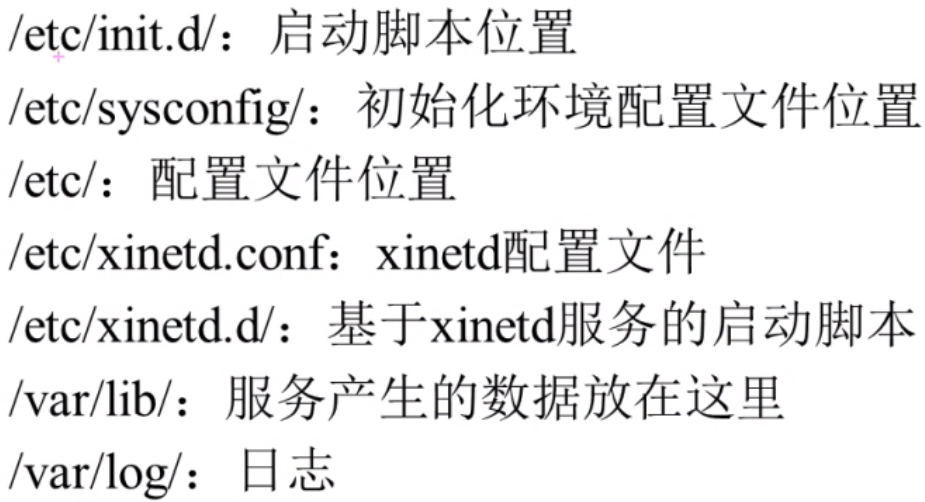 /etc/init.d/：启动脚本位置
/etc/sysconfig/：初始化环境配置文件位置
/etc/：配置文件位置
/etc/xinetd.conf：xinetd配置文件
/etc/xinetd.d/：基于xinetd服务的启动脚本
/var/lib/：服务产生的数据放在这里
/var/log/：日志